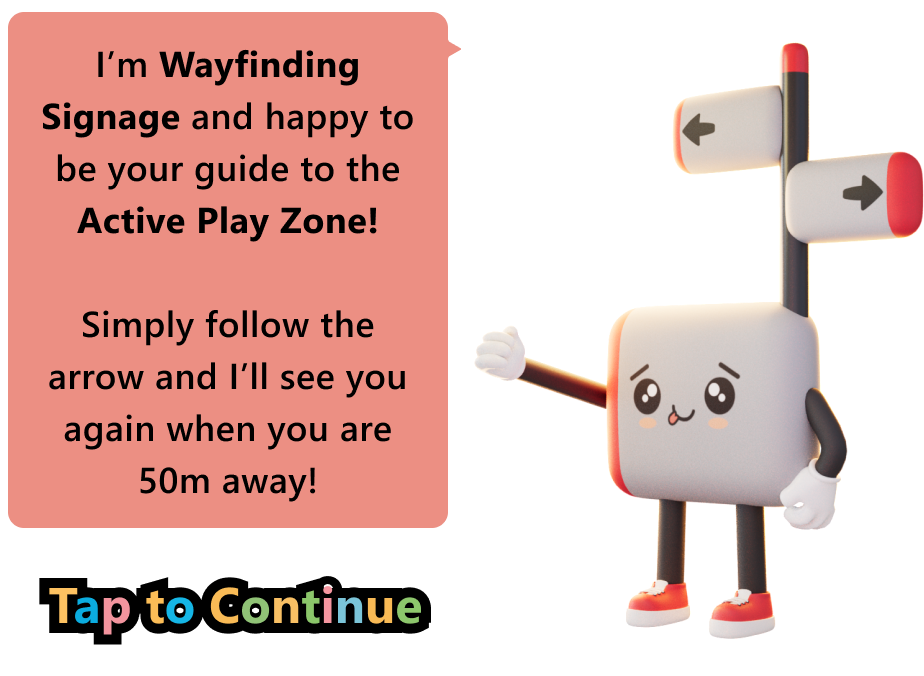 I’m Wayfinding
Signage and happy to
be your guide to the
Active Play Zone!
Simply follow the
arrow and I’ll see you
again when you are
50m away!
Tap to Continue